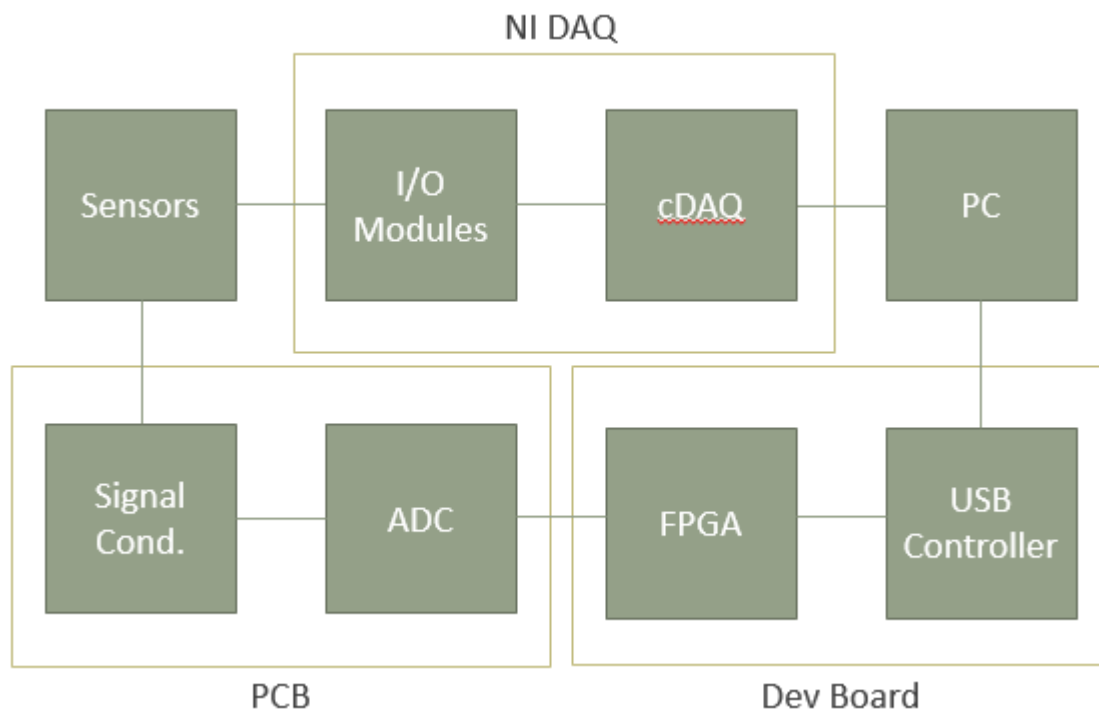 NI DAQ
Sensors
I/O
Modules
cDAQ
PC
Signal
Cond.
ADC
FPGA
USB
Controller
PCB
Dev Board